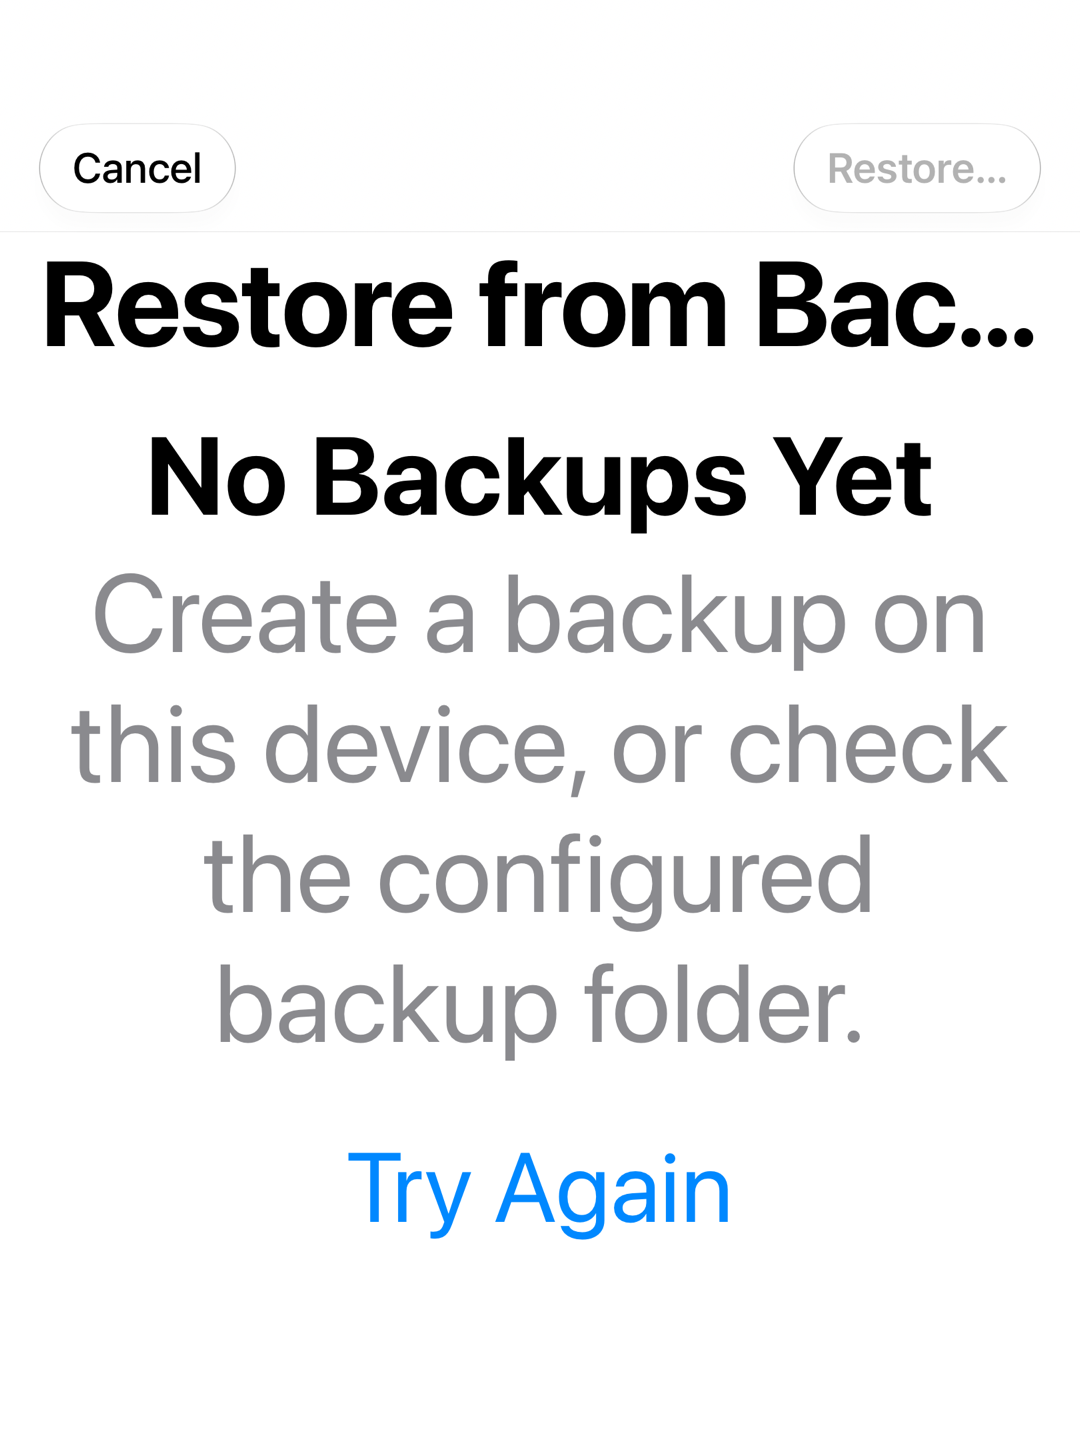 Cancel
Restore...
Restore from Bac...
No Backups Yet
Create a backup on
this device, or check
the configured
backup folder.
Try Again